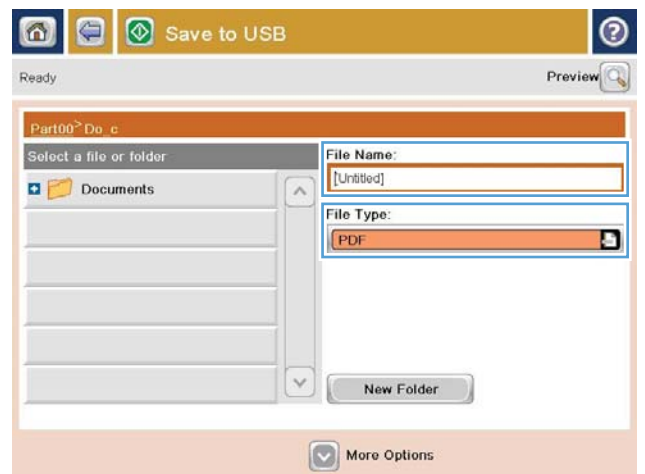 Save to USB
?
Ready
Preview
Part00>Do_c
Select a file or folder
File Name:
[Untitled]
Documents
File Type:
PDF
New Folder
More Options